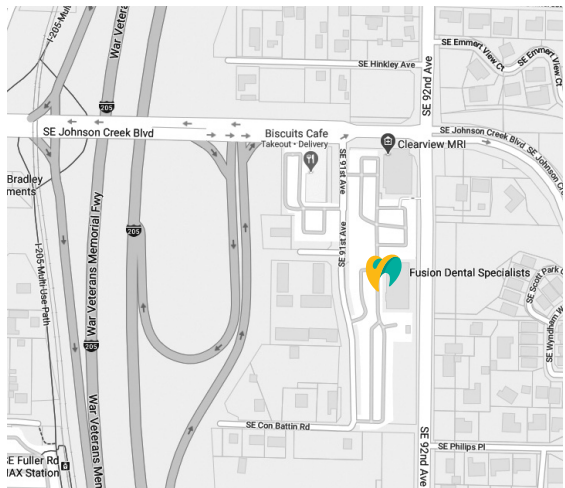 I-205-Multi
War Veterans
SE Hinkley Ave
SE 92nd Ave
SE Emmert View Ct
SE Emmert
View Ct
205
SE Johnson Creek Blvd
Biscuits Cafe
Takeout • Delivery
Clearview MRI
SE Johnson
Creek Blvd
SE Johnson
SE 91st Ave
Bradley
ments
War Veterans Memorial Fwy
205
SE 91st Ave
I-205-Multi Use Path
Fusion Dental Specialists
SE Scott Park C
SE Wyndham W
205
War Veterans Mem
SE Con Battin Rd
SE 92nd Ave
SE Philips Pl
SE Fuller Rd
MAX Station